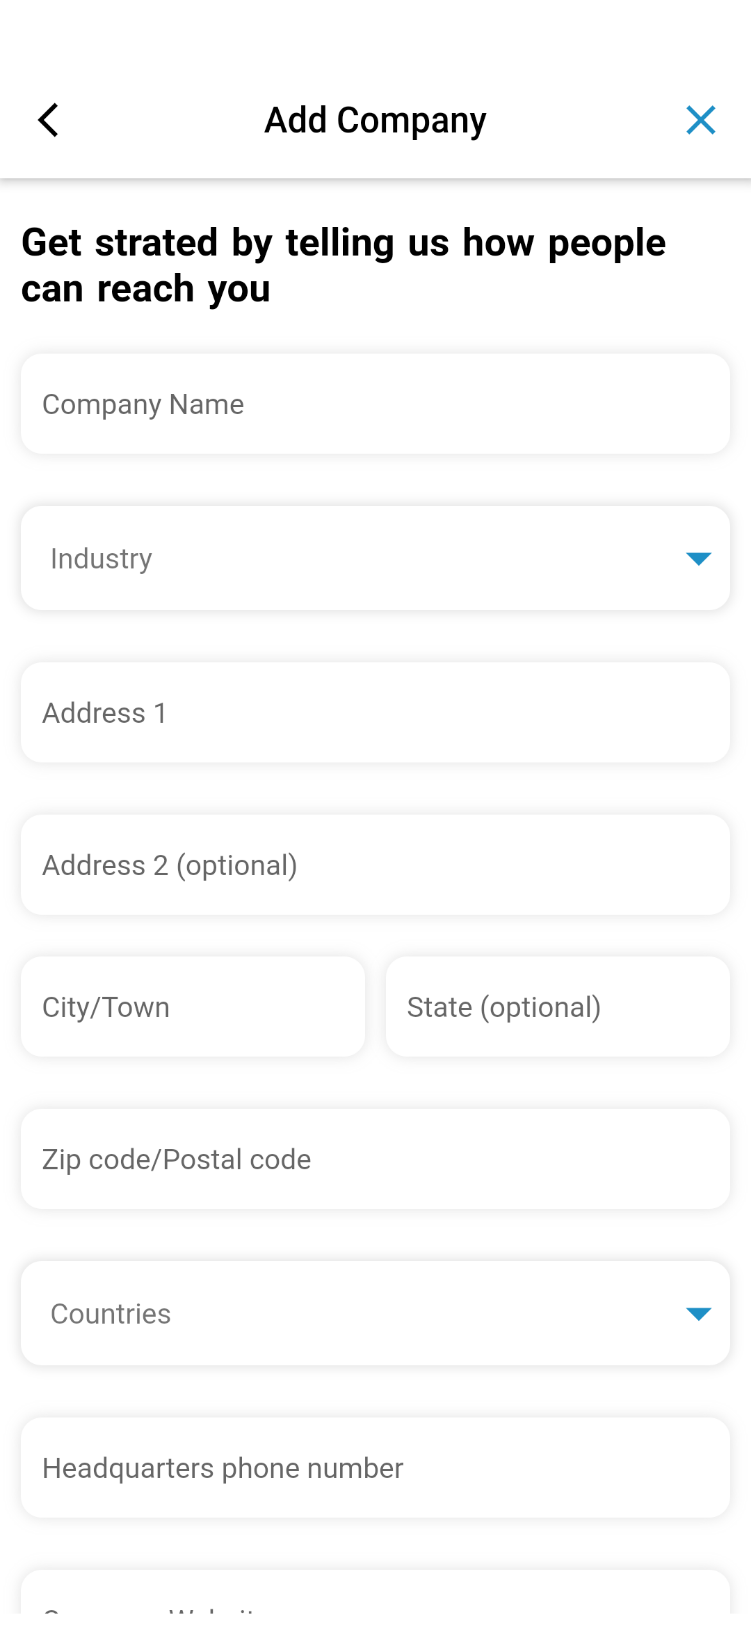 Add Company
Get strated by telling us how people
can reach you
Company Name
Industry
Address 1
Address 2 (optional)
City/Town
State (optional)
Zip code/Postal code
Countries
Headquarters phone number